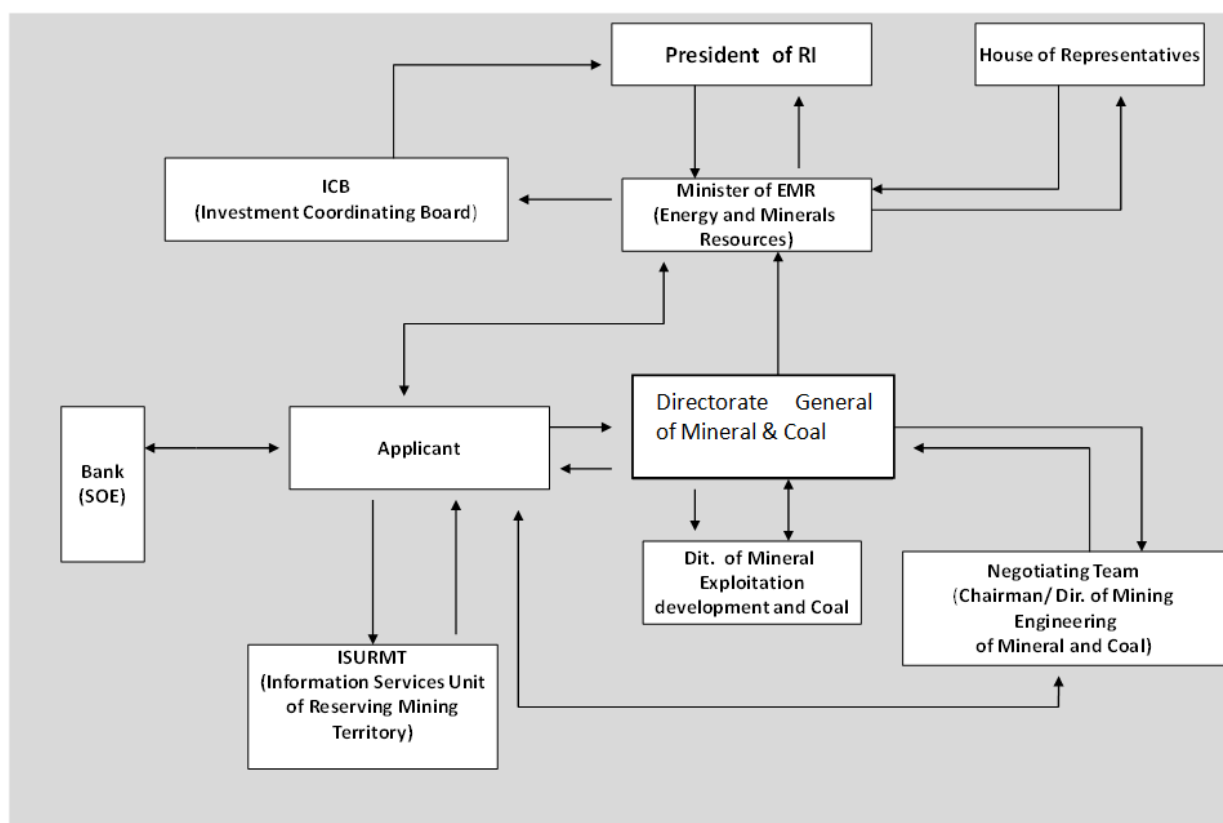 President of RI
House of Representatives
ICB
(Investment Coordinating Board)
Minister of EMR
(Energy and Minerals
Resources)
Directorate General
of Mineral & Coal
Applicant
Bank
(SOE)
Dit. of Mineral
Exploitation
development and Coal
Negotiating Team
(Chairman/ Dir. of Mining
Engineering
of Mineral and Coal)
ISURMT
(Information Services Unit
of Reserving Mining
Territory)